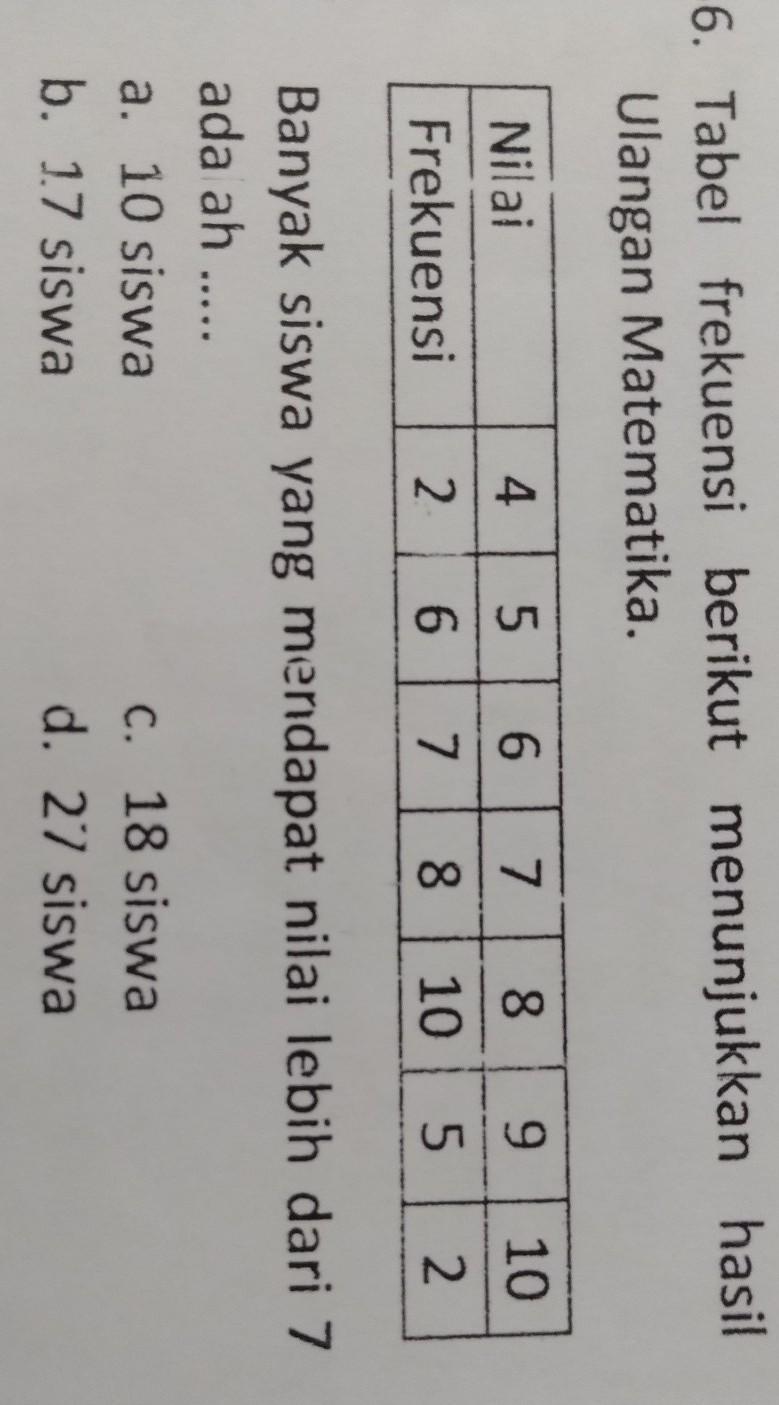 6. Tabel frekuensi berikut menunjukkan hasil
Ulangan Matematika.
Nilai 4 5 6 7 8 9 10
Frekuensi 2 6 7 8 10 5 2
Banyak siswa yang mendapat nilai lebih dari 7
adalah ......
a. 10 siswa c. 18 siswa
b. 17 siswa d. 27 siswa